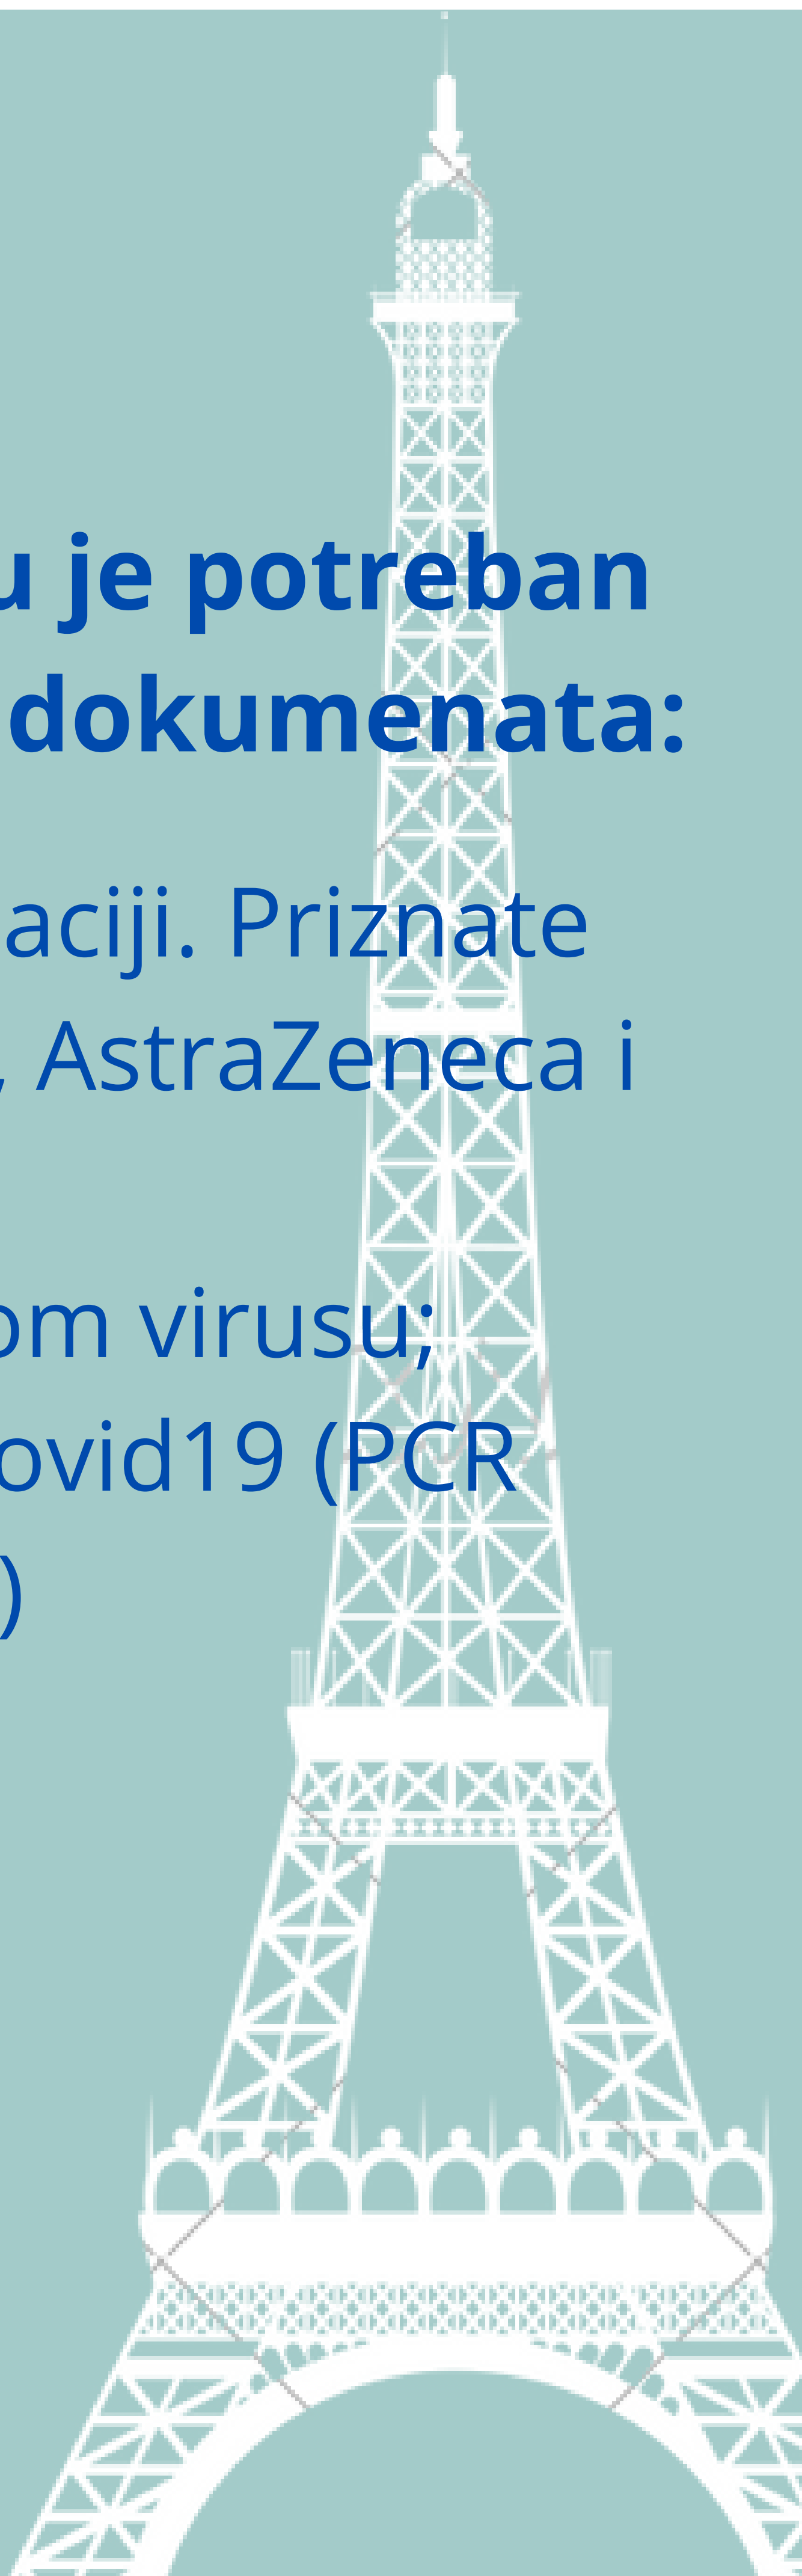 u je potreban
dokumenata:
aciji. Priznate
, AstraZeneca i
om virusu;
ovid19 (PCR
)